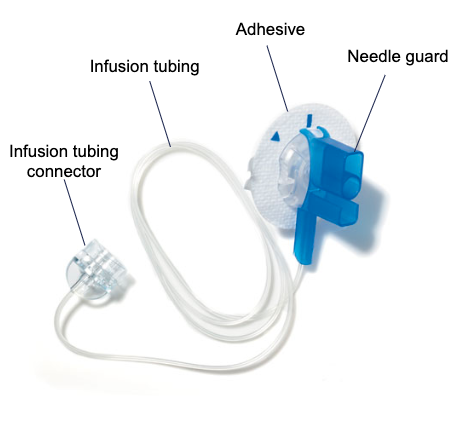 Adhesive
Needle guard
Infusion tubing
Infusion tubing
connector